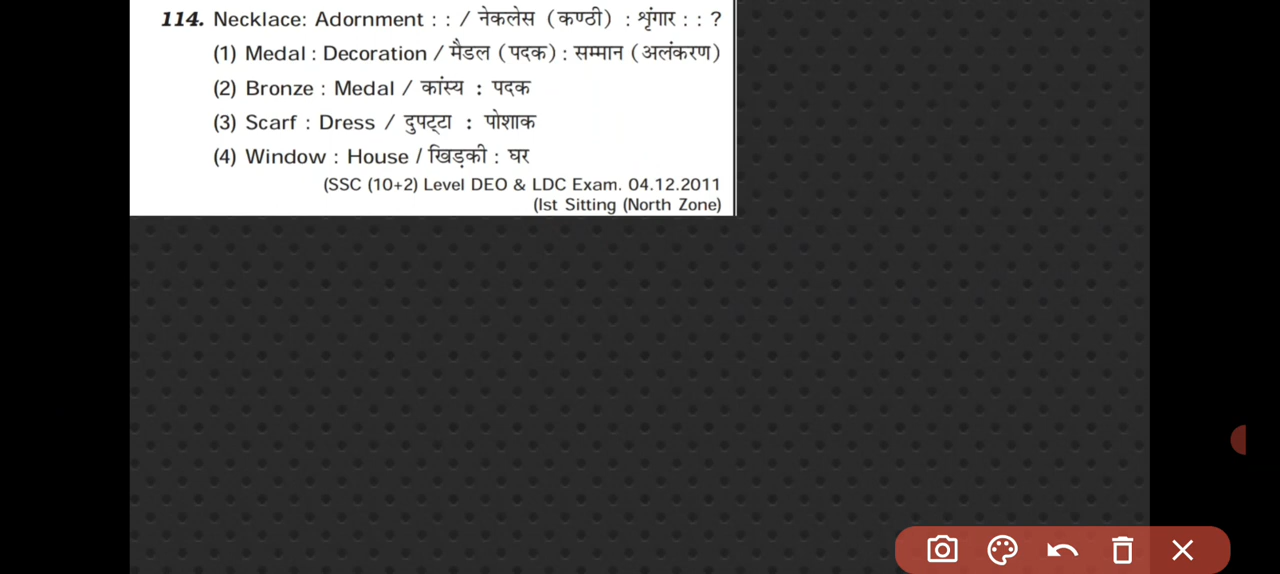 114. Necklace: Adornment : : / नेकलेस (कण्ठी) : शृंगार : : ?
(1) Medal : Decoration / मैडल (पदक) : सम्मान (अलंकरण)
(2) Bronze : Medal / कांस्य : पदक
(3) Scarf : Dress / दुपट्टा : पोशाक
(4) Window : House / खिड़की : घर
(SSC (10+2) Level DEO & LDC Exam. 04.12.2011
(Ist Sitting (North Zone)